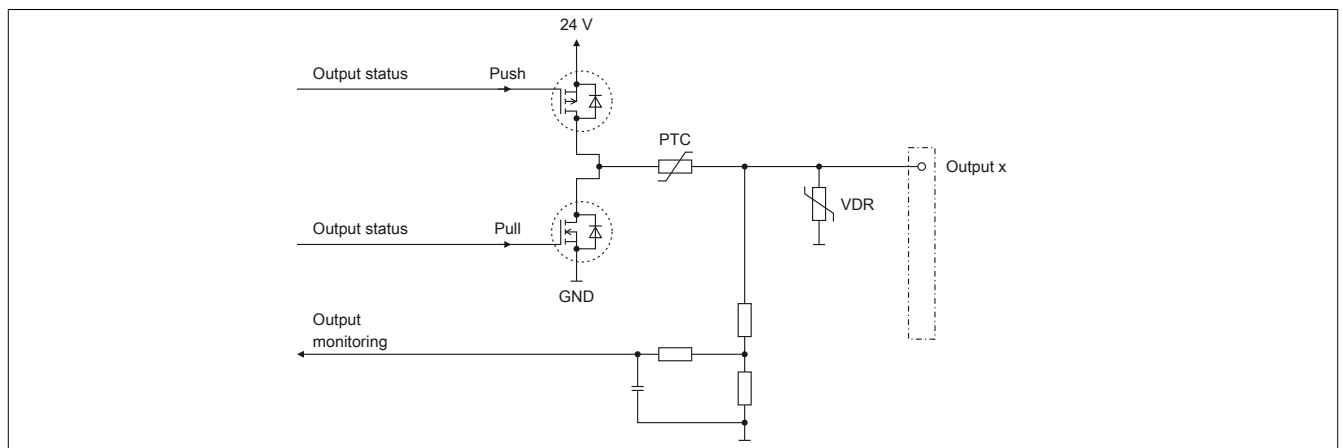 24 V
Output status
Push
PTC
Output x
VDR
Output status
Pull
GND
Output
monitoring